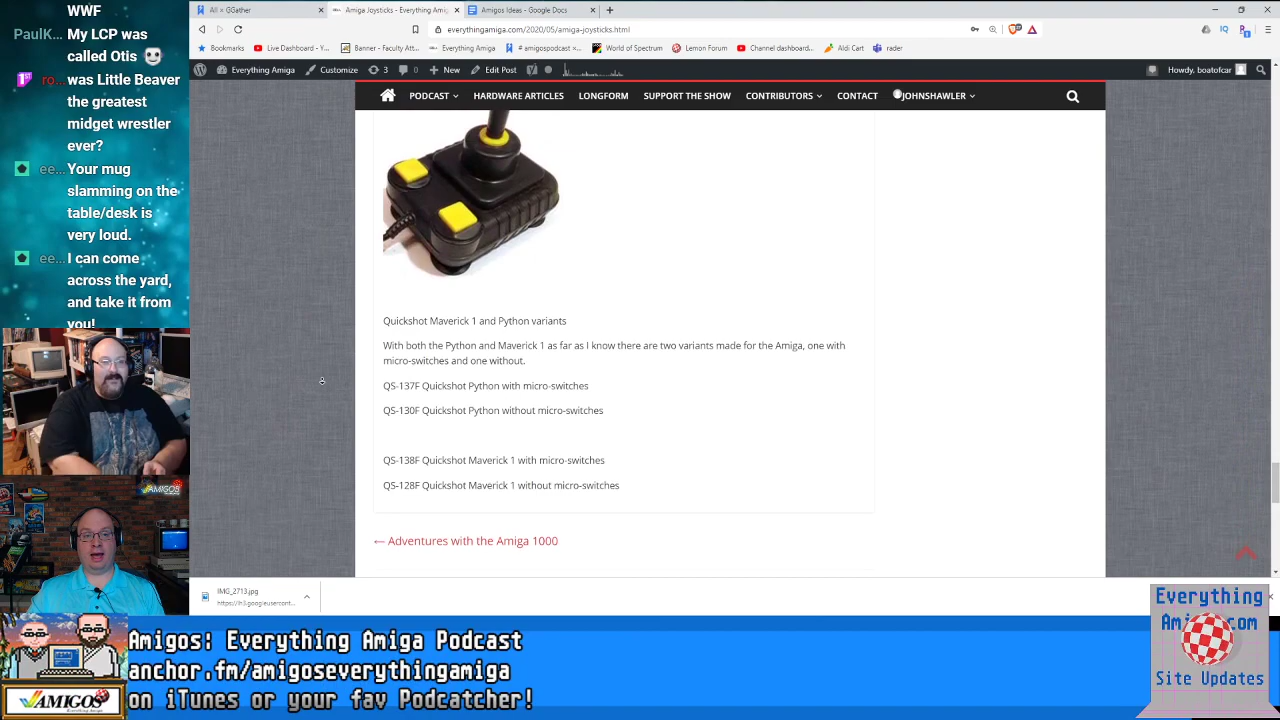 WWF
PaulK... My LCP was
called Otis
ro... was Little Beaver
the greatest
midget wrestler
ever?
ee... Your mug
slamming on the
table/desk is
very loud.
ee... I can come
across the yard,
and take it from
you!
All × GGather
Amiga Joysticks - Everything Ami
Amigos Ideas - Google Docs
everythingamiga.com/2020/05/amiga-joysticks.html
Bookmarks
Live Dashboard - Yo...
Banner - Faculty Att...
Everything Amiga
# amigospodcast ×...
World of Spectrum
Lemon Forum
Channel dashboard...
Aldi Cart
rader
Everything Amiga
Customize
3
0
New
Edit Post
Howdy, boatofcar
PODCAST
HARDWARE ARTICLES
LONGFORM
SUPPORT THE SHOW
CONTRIBUTORS
CONTACT
JOHNSHAWLER
Quickshot Maverick 1 and Python variants
With both the Python and Maverick 1 as far as I know there are two variants made for the Amiga, one with
micro-switches and one without.
QS-137F Quickshot Python with micro-switches
QS-130F Quickshot Python without micro-switches
QS-138F Quickshot Maverick 1 with micro-switches
QS-128F Quickshot Maverick 1 without micro-switches
← Adventures with the Amiga 1000
IMG_2713.jpg
https://lh3.googleusercont...
AMIGOS
Amigos: Everything Amiga Podcast
anchor.fm/amigoseverythingamiga
on iTunes or your fav Podcatcher!
AMIGOS
Everything
Amiga.com
Site Updates